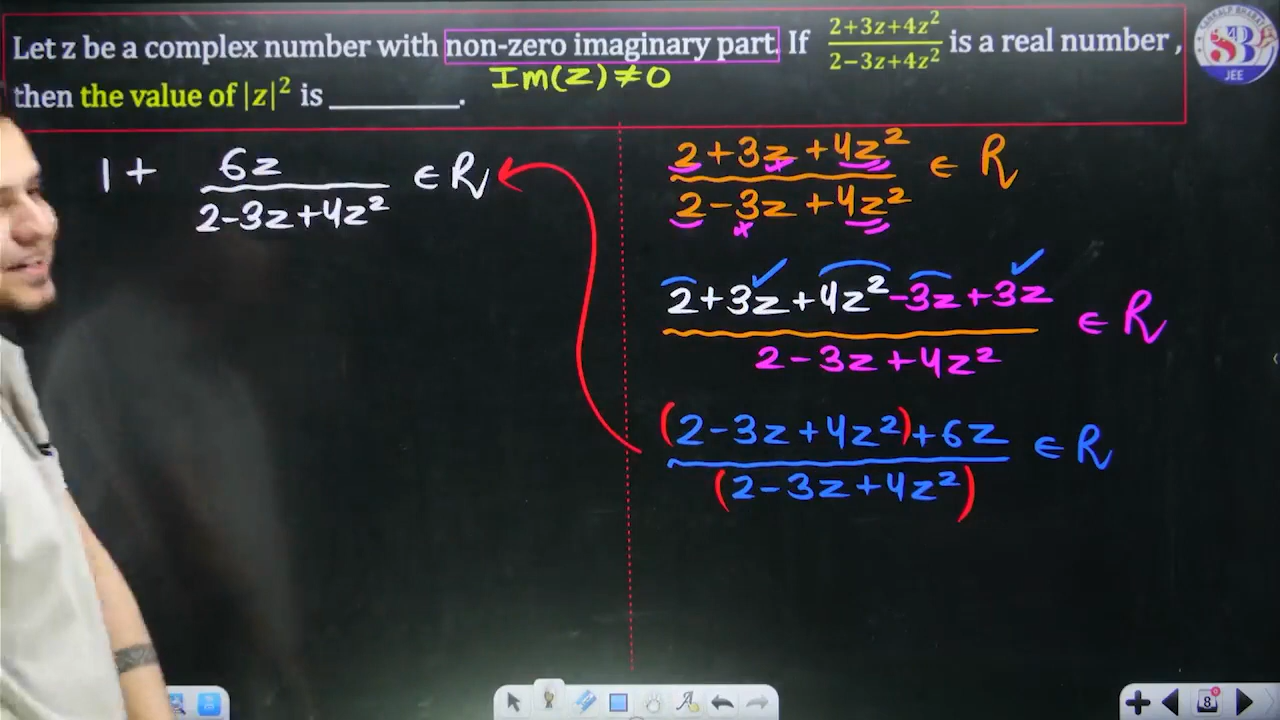 Let z be a complex number with non-zero imaginary part. If (2+3z+4z²)/(2−3z+4z²) is a real number ,
Im(z)≠0
then the value of |z|² is ________.
1 + 6z/(2-3z+4z²) ∈ R
(2+3z+4z²)/(2-3z+4z²) ∈ R
(2+3z+4z²-3z+3z)/(2-3z+4z²) ∈ R
((2-3z+4z²)+6z)/((2-3z+4z²)) ∈ R
SB
JEE
8